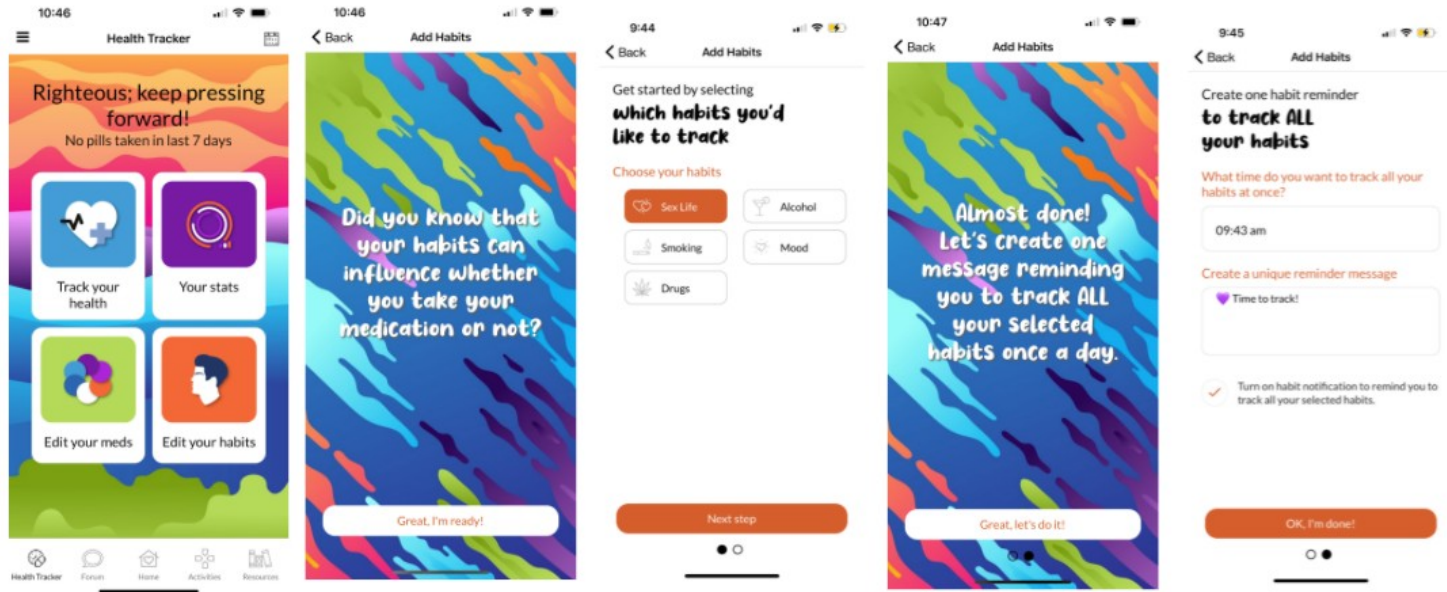 10:46
Health Tracker
Righteous; keep pressing
forward!
No pills taken in last 7 days
Track your
health
Your stats
Edit your meds
Edit your habits
Health Tracker
Forum
Home
Activities
Resources
10:46
Back
Add Habits
Did you know that
your habits can
influence whether
you take your
medication or not?
Great, I'm ready!
9:44
Back
Add Habits
Get started by selecting
which habits you'd
like to track
Choose your habits
Sex Life
Alcohol
Smoking
Mood
Drugs
Next step
10:47
Back
Add Habits
Almost done!
Let's create one
message reminding
you to track ALL
your selected
habits once a day.
Great, let's do it!
9:45
Back
Add Habits
Create one habit reminder
to track ALL
your habits
What time do you want to track all your
habits at once?
09:43 am
Create a unique reminder message
💜 Time to track!
Turn on habit notification to remind you to
track all your selected habits.
OK, I'm done!